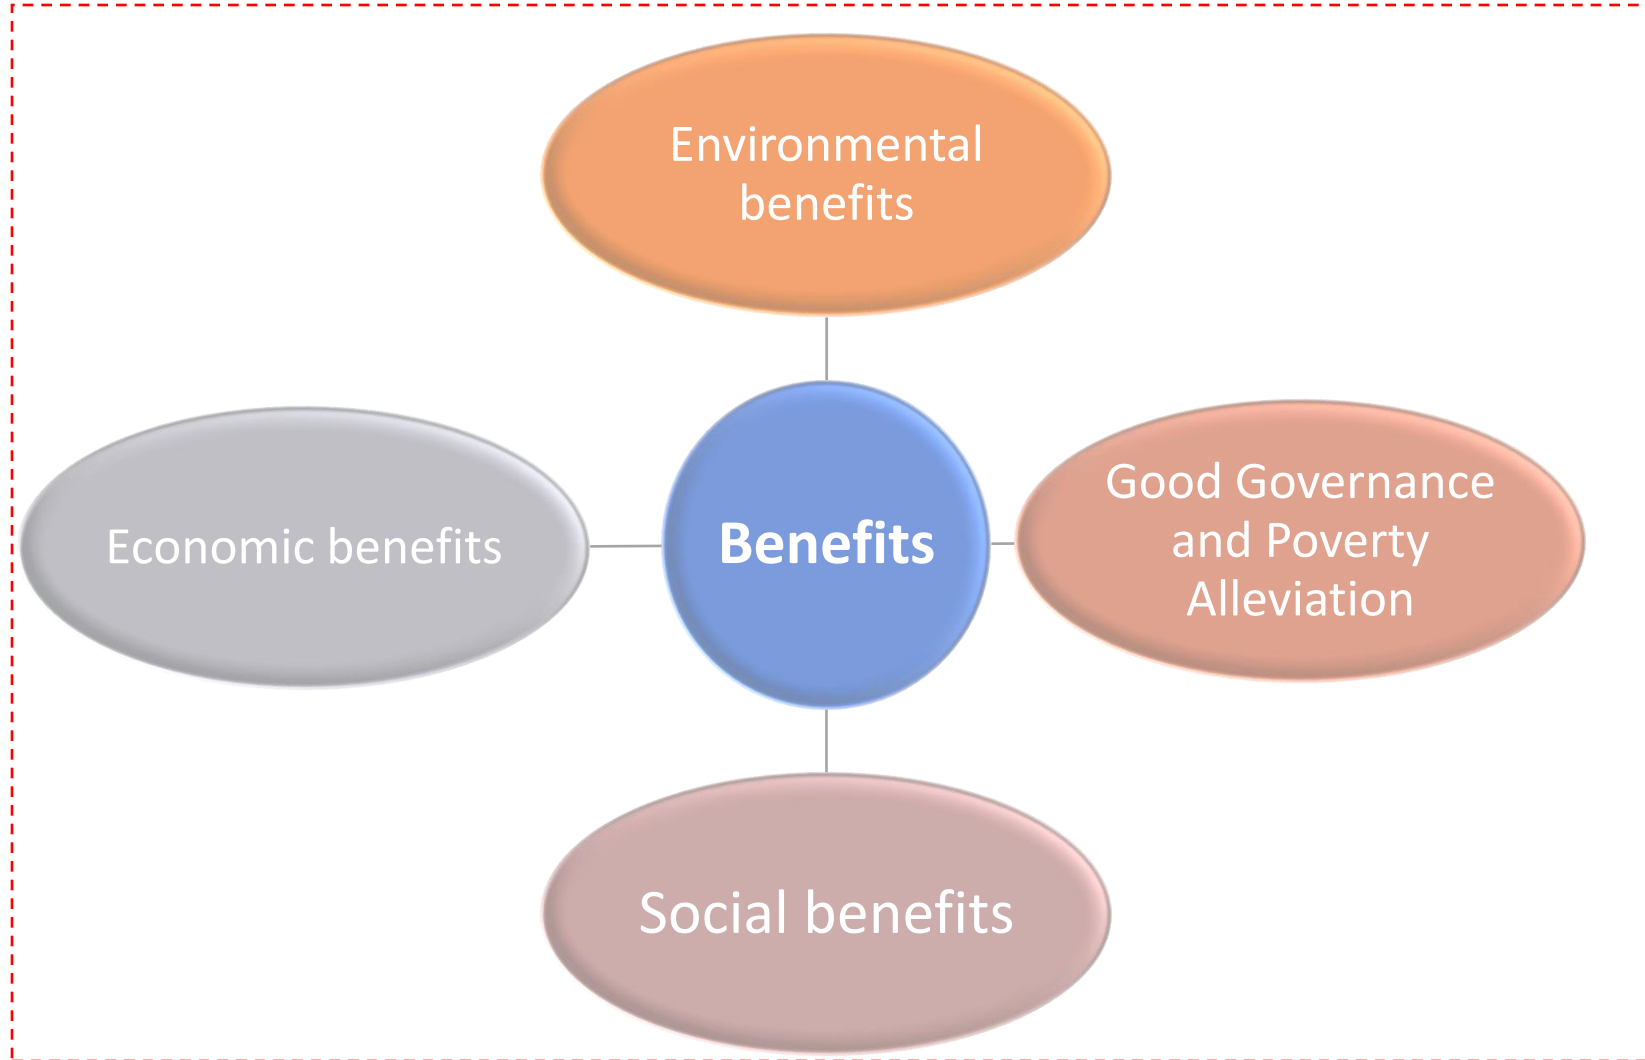 Environmental
benefits
Economic benefits
Benefits
Good Governance
and Poverty
Alleviation
Social benefits